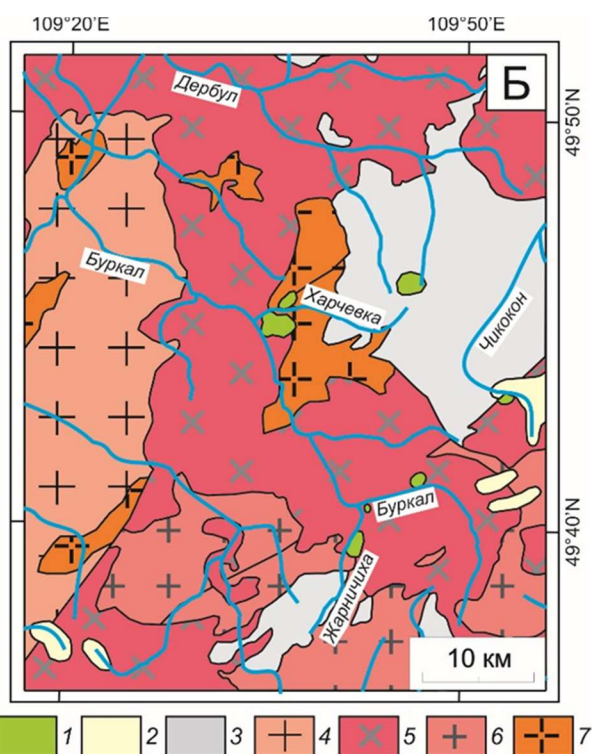 109°20'E
109°50'E
Б
Дербул
49°50'N
Буркал
Харчевка
Чикокон
Буркал
49°40'N
Жарничиха
10 км
1
2
3
4
5
6
7